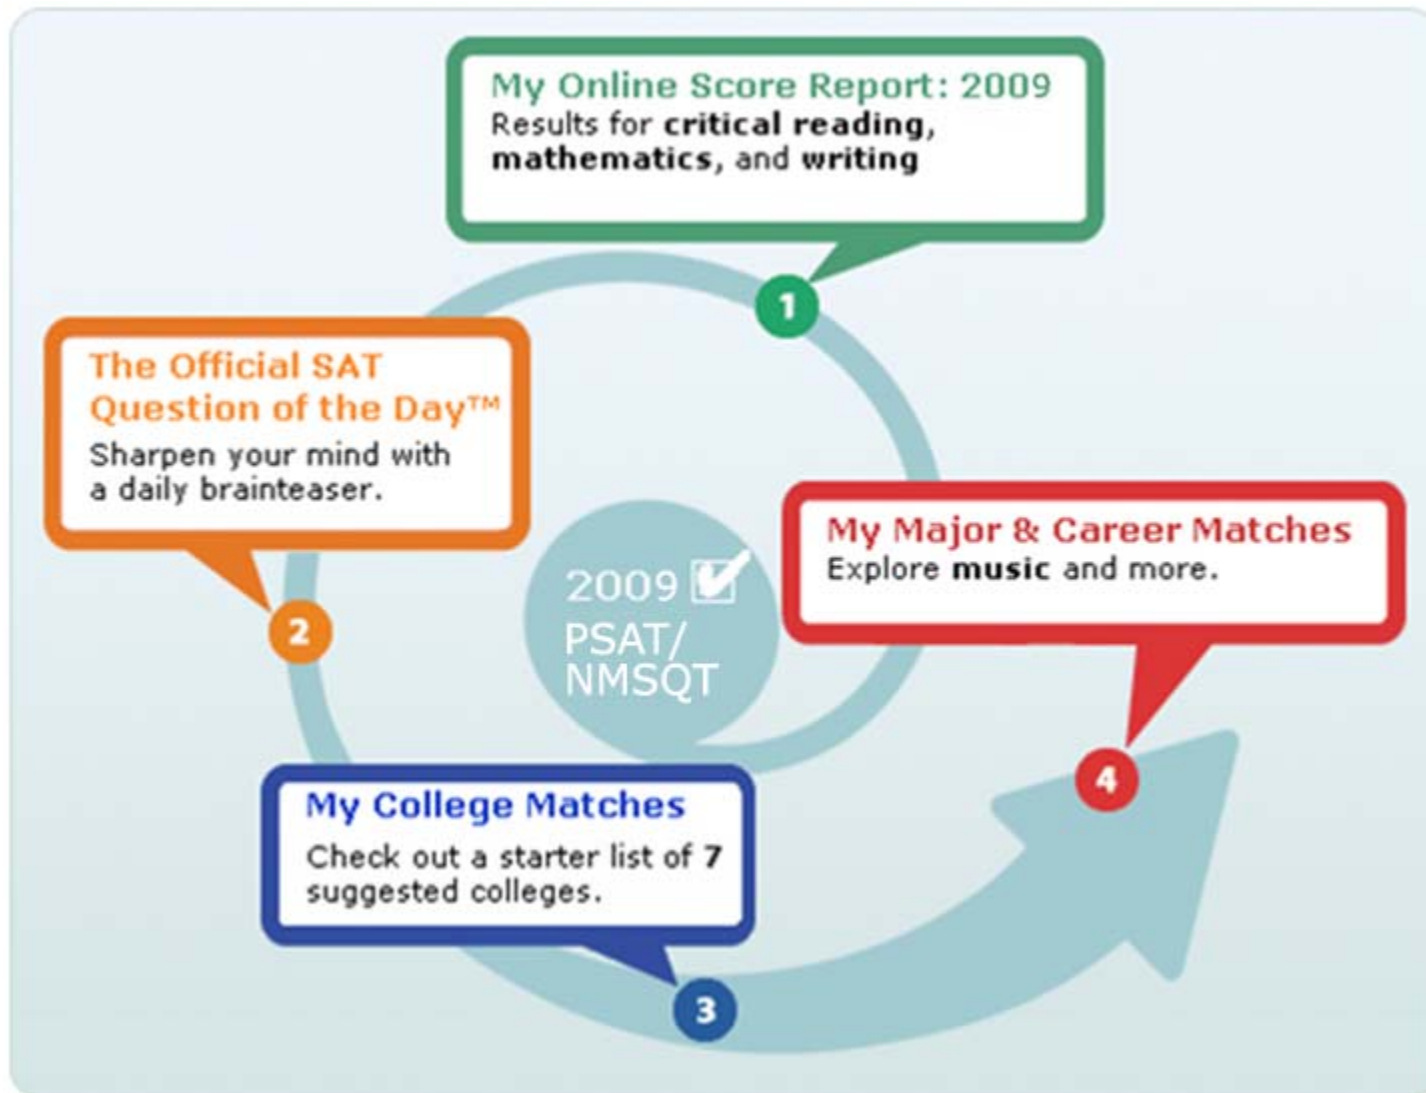 My Online Score Report: 2009
Results for critical reading,
mathematics, and writing
1
The Official SAT
Question of the Day™
Sharpen your mind with
a daily brainteaser.
2
2009
PSAT/
NMSQT
My Major & Career Matches
Explore music and more.
4
My College Matches
Check out a starter list of 7
suggested colleges.
3